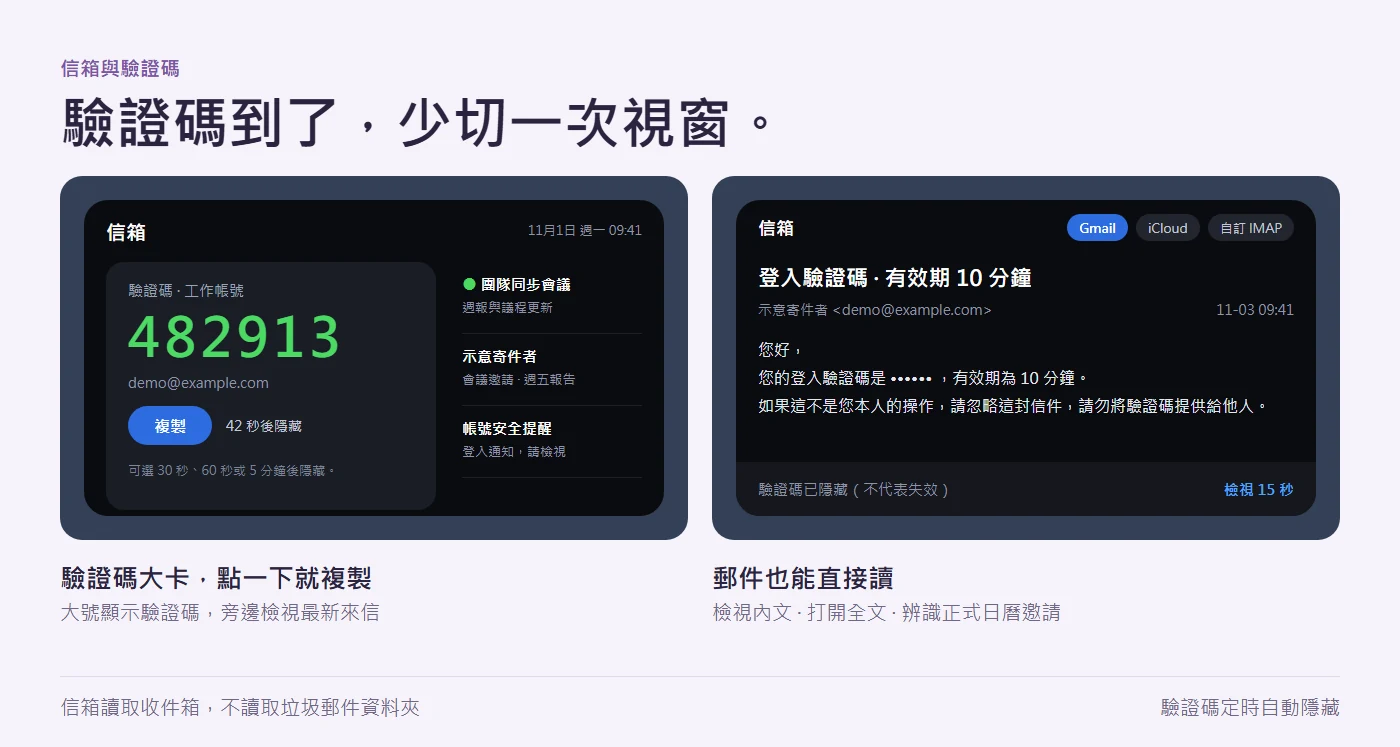 信箱與驗證碼
驗證碼到了，少切一次視窗。
信箱
11月1日 週一 09:41
驗證碼 · 工作帳號
482913
demo@example.com
複製
42 秒後隱藏
可選 30 秒、60 秒或 5 分鐘後隱藏。
團隊同步會議
週報與議程更新
示意寄件者
會議邀請 · 週五報告
帳號安全提醒
登入通知，請檢視
信箱
Gmail
iCloud
自訂 IMAP
登入驗證碼 · 有效期 10 分鐘
示意寄件者 <demo@example.com>
11-03 09:41
您好，
您的登入驗證碼是 •••••• ，有效期為 10 分鐘。
如果這不是您本人的操作，請忽略這封信件，請勿將驗證碼提供給他人。
驗證碼已隱藏（不代表失效）
檢視 15 秒
驗證碼大卡，點一下就複製
大號顯示驗證碼，旁邊檢視最新來信
郵件也能直接讀
檢視內文 · 打開全文 · 辨識正式日曆邀請
信箱讀取收件箱，不讀取垃圾郵件資料夾
驗證碼定時自動隱藏